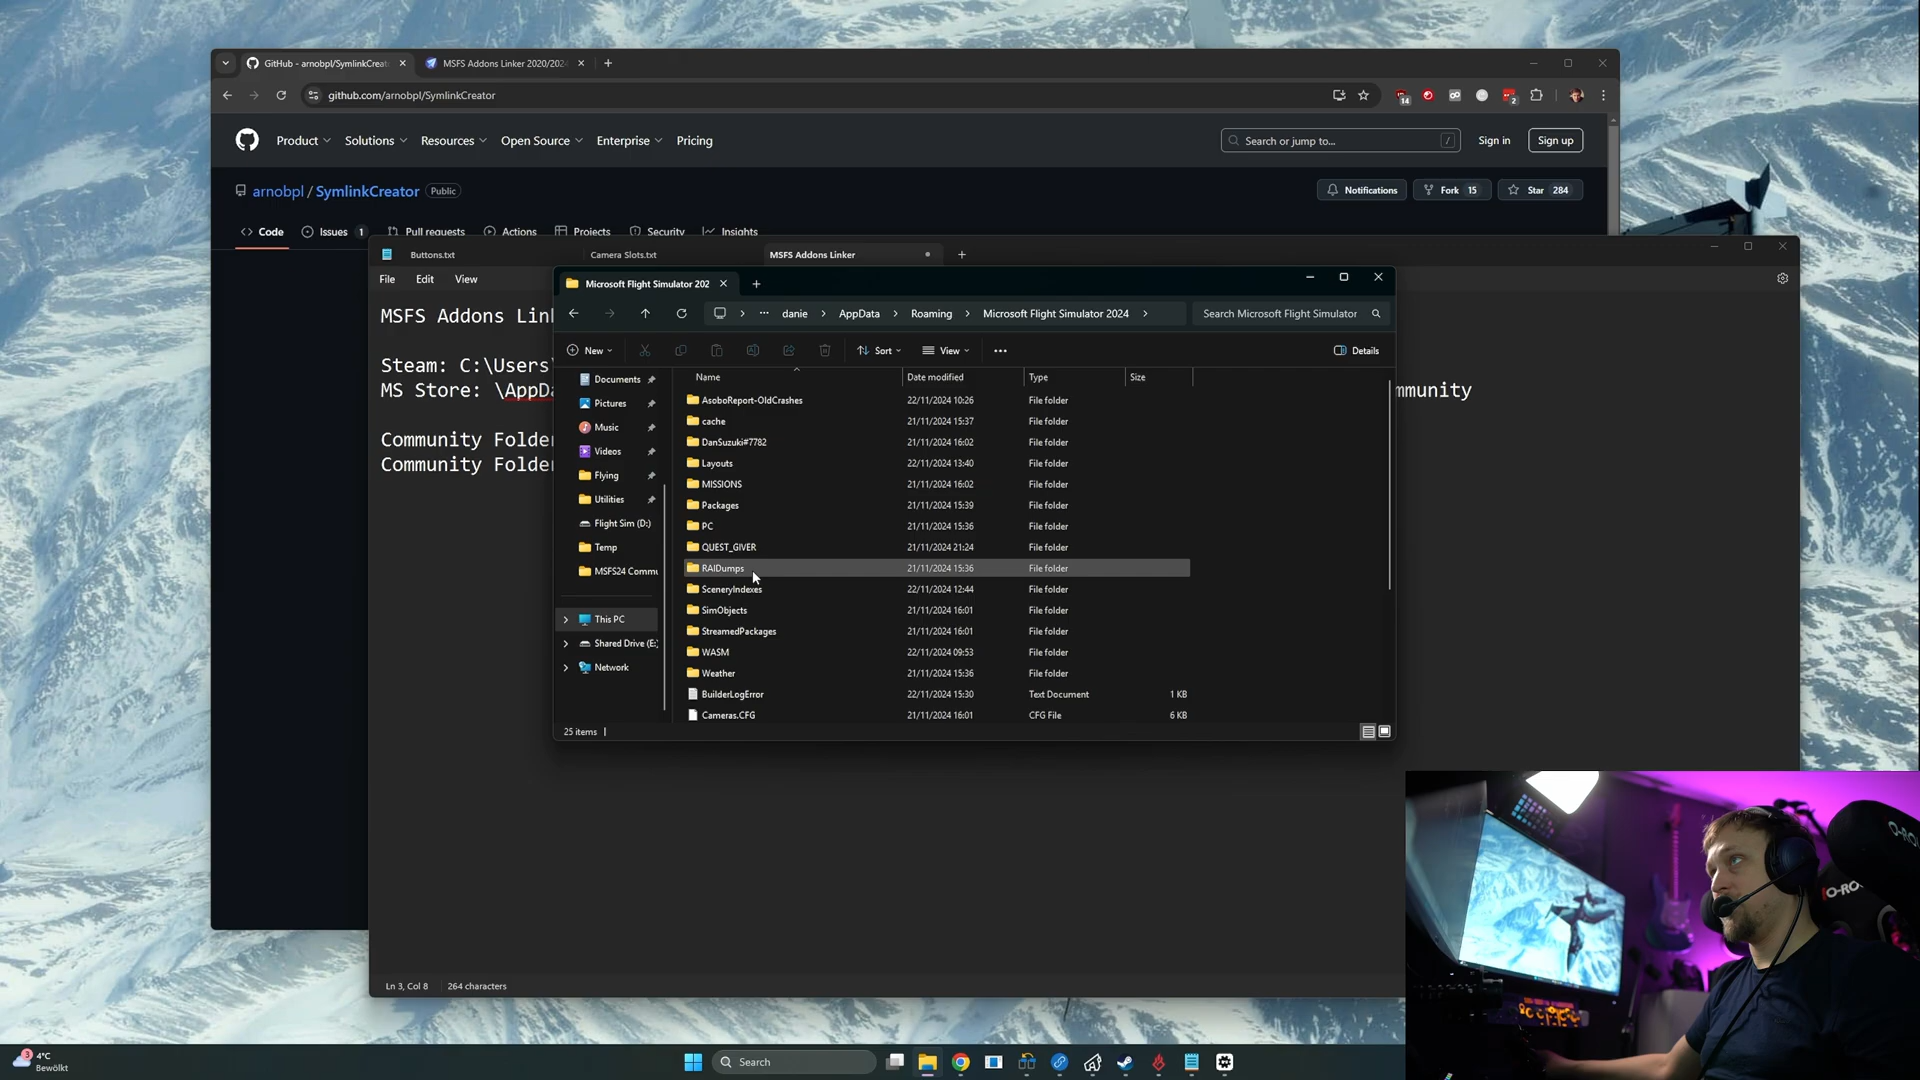 GitHub - arnobpl/SymlinkCreat
MSFS Addons Linker 2020/2024
github.com/arnobpl/SymlinkCreator
14
2
Product
Solutions
Resources
Open Source
Enterprise
Pricing
Search or jump to...
/
Sign in
Sign up
arnobpl / SymlinkCreator
Public
Notifications
Fork 15
Star 284
Code
Issues 1
Pull requests
Actions
Projects
Security
Insights
Buttons.txt
Camera Slots.txt
MSFS Addons Linker
File
Edit
View
MSFS Addons Lin
Steam: C:\Users\
MS Store: \AppDa
mmunity
Community Folder
Community Folder
Microsoft Flight Simulator 202
danie
AppData
Roaming
Microsoft Flight Simulator 2024
Search Microsoft Flight Simulator
New
Sort
View
Details
Documents
Pictures
Music
Videos
Flying
Utilities
Flight Sim (D:)
Temp
MSFS24 Commu
This PC
Shared Drive (E:
Network
Name Date modified Type Size
AsoboReport-OldCrashes 22/11/2024 10:26 File folder
cache 21/11/2024 15:37 File folder
DanSuzuki#7782 21/11/2024 16:02 File folder
Layouts 22/11/2024 13:40 File folder
MISSIONS 21/11/2024 16:02 File folder
Packages 21/11/2024 15:39 File folder
PC 21/11/2024 15:36 File folder
QUEST_GIVER 21/11/2024 21:24 File folder
RAIDumps 21/11/2024 15:36 File folder
SceneryIndexes 22/11/2024 12:44 File folder
SimObjects 21/11/2024 16:01 File folder
StreamedPackages 21/11/2024 16:01 File folder
WASM 22/11/2024 09:53 File folder
Weather 21/11/2024 15:36 File folder
BuilderLogError 22/11/2024 15:30 Text Document 1 KB
Cameras.CFG 21/11/2024 16:01 CFG File 6 KB
25 items
Ln 3, Col 8
264 characters
3
4°C
Bewölkt
Search